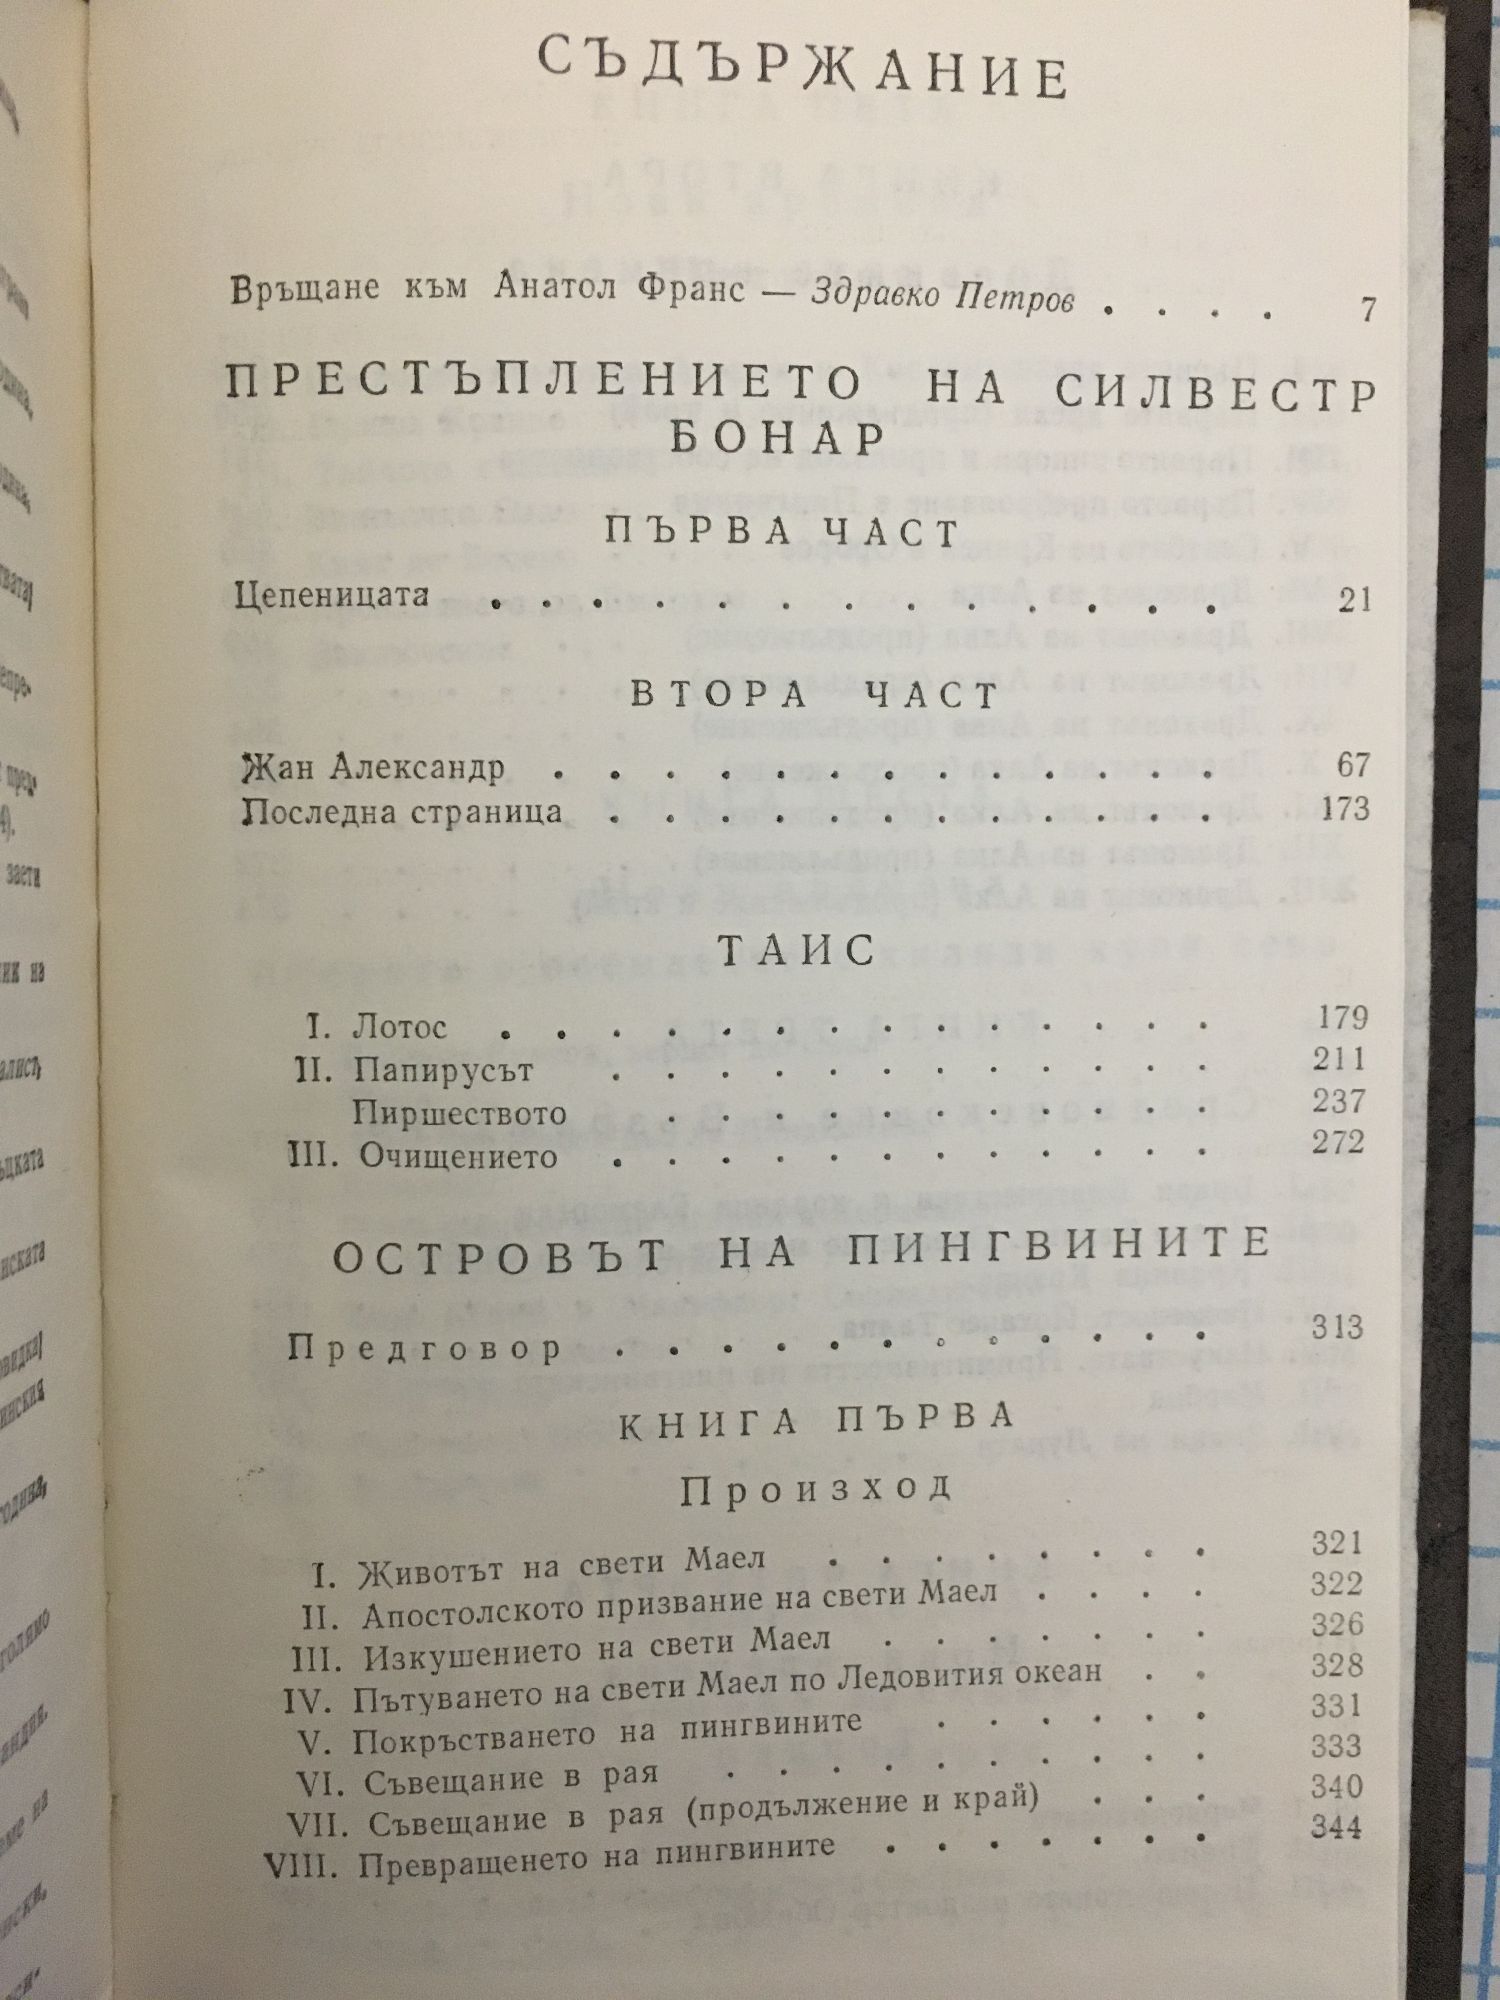 СЪДЪРЖАНИЕ
Връщане към Анатол Франс — Здравко Петров . . . . 7
ПРЕСТЪПЛЕНИЕТО НА СИЛВЕСТР
БОНАР
ПЪРВА ЧАСТ
Цепеницата . . . . . . . . . . . . . 21
ВТОРА ЧАСТ
Жан Александр . . . . . . . . . . . . . 67
Последна страница . . . . . . . . . . . . 173
ТАИС
I. Лотос . . . . . . . . . . . . . . 179
II. Папирусът . . . . . . . . . . . . 211
Пиршеството . . . . . . . . . . . 237
III. Очищението . . . . . . . . . . . . 272
ОСТРОВЪТ НА ПИНГВИНИТЕ
Предговор . . . . . . . . . . . . 313
КНИГА ПЪРВА
Произход
I. Животът на свети Маел . . . . . . . . 321
II. Апостолското призвание на свети Маел . . . . 322
III. Изкушението на свети Маел . . . . . . . 326
IV. Пътуването на свети Маел по Ледовития океан . . 328
V. Покръстването на пингвините . . . . . . 331
VI. Съвещание в рая . . . . . . . . . . 333
VII. Съвещание в рая (продължение и край) . . . 340
VIII. Превращенето на пингвините . . . . . . . 344